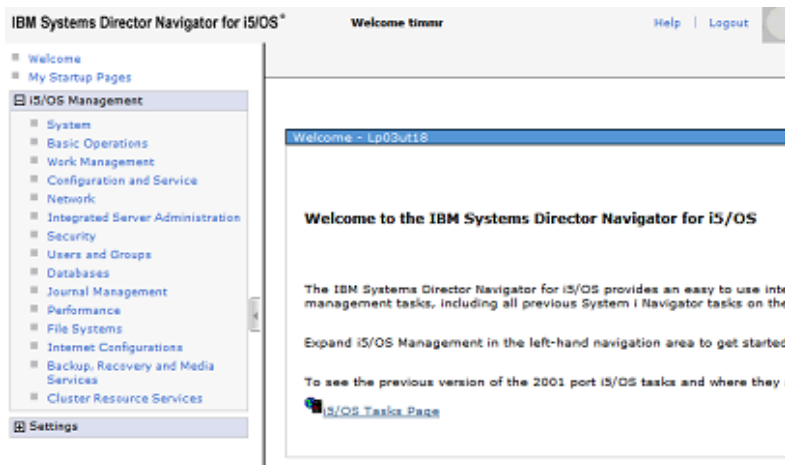 IBM Systems Director Navigator for i5/OS® Welcome timmr Help | Logout
Welcome
My Startup Pages
i5/OS Management
System
Basic Operations
Work Management
Configuration and Service
Network
Integrated Server Administration
Security
Users and Groups
Databases
Journal Management
Performance
File Systems
Internet Configurations
Backup, Recovery and Media
Services
Cluster Resource Services
Settings
Welcome - Lp03ut18
Welcome to the IBM Systems Director Navigator for i5/OS
The IBM Systems Director Navigator for i5/OS provides an easy to use inte
management tasks, including all previous System i Navigator tasks on the
Expand i5/OS Management in the left-hand navigation area to get started
To see the previous version of the 2001 port i5/OS tasks and where they
i5/OS Tasks Page